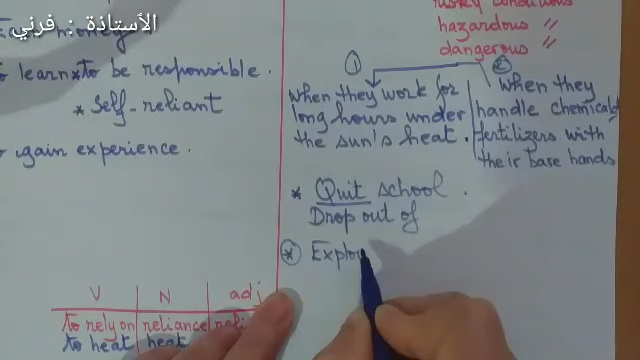 الأستاذة : فرني
money
to learn * to be responsible.
* self-reliant
gain experience.
V | N | adj
to rely on | reliance
to heat | heat
risky conditions
hazardous "
dangerous "
① ②
when they work for
long hours under
the sun's heat.
when they
handle chemicals
fertilizers with
their bare hands
* Quit school.
Drop out of
* Explo